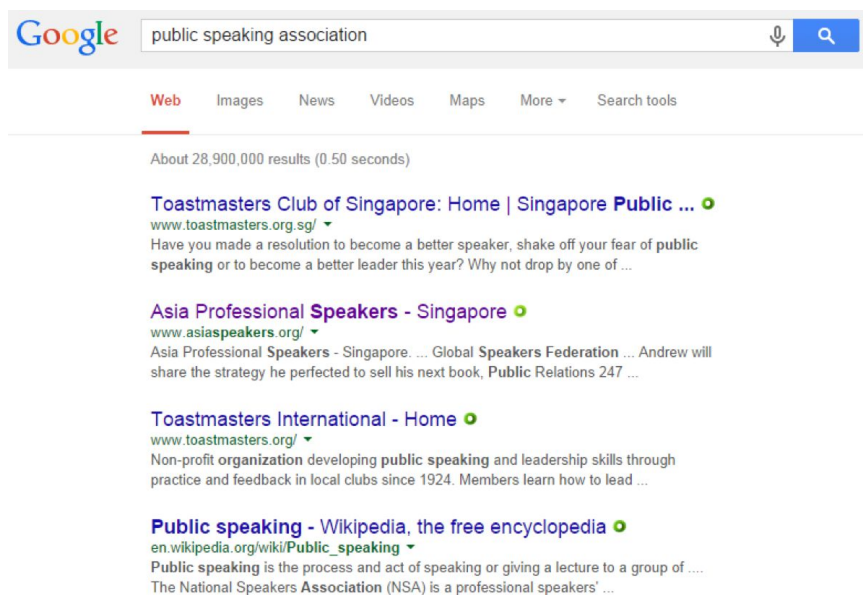 Google
public speaking association
Web Images News Videos Maps More Search tools
About 28,900,000 results (0.50 seconds)
Toastmasters Club of Singapore: Home | Singapore Public ...
www.toastmasters.org.sg/
Have you made a resolution to become a better speaker, shake off your fear of public
speaking or to become a better leader this year? Why not drop by one of ...
Asia Professional Speakers - Singapore
www.asiaspeakers.org/
Asia Professional Speakers - Singapore. ... Global Speakers Federation ... Andrew will
share the strategy he perfected to sell his next book, Public Relations 247 ...
Toastmasters International - Home
www.toastmasters.org/
Non-profit organization developing public speaking and leadership skills through
practice and feedback in local clubs since 1924. Members learn how to lead ...
Public speaking - Wikipedia, the free encyclopedia
en.wikipedia.org/wiki/Public_speaking
Public speaking is the process and act of speaking or giving a lecture to a group of ....
The National Speakers Association (NSA) is a professional speakers' ...